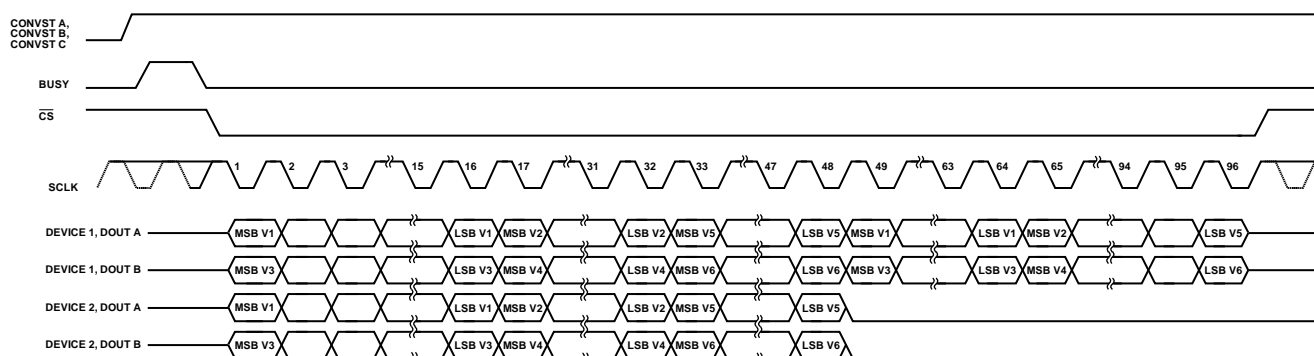 CONVST A,
CONVST B,
CONVST C
BUSY
CS
SCLK 1 2 3 15 16 17 31 32 33 47 48 49 63 64 65 94 95 96
DEVICE 1, DOUT A MSB V1 LSB V1 MSB V2 LSB V2 MSB V5 LSB V5 MSB V1 LSB V1 MSB V2 LSB V5
DEVICE 1, DOUT B MSB V3 LSB V3 MSB V4 LSB V4 MSB V6 LSB V6 MSB V3 LSB V3 MSB V4 LSB V6
DEVICE 2, DOUT A MSB V1 LSB V1 MSB V2 LSB V2 MSB V5 LSB V5
DEVICE 2, DOUT B MSB V3 LSB V3 MSB V4 LSB V4 MSB V6 LSB V6